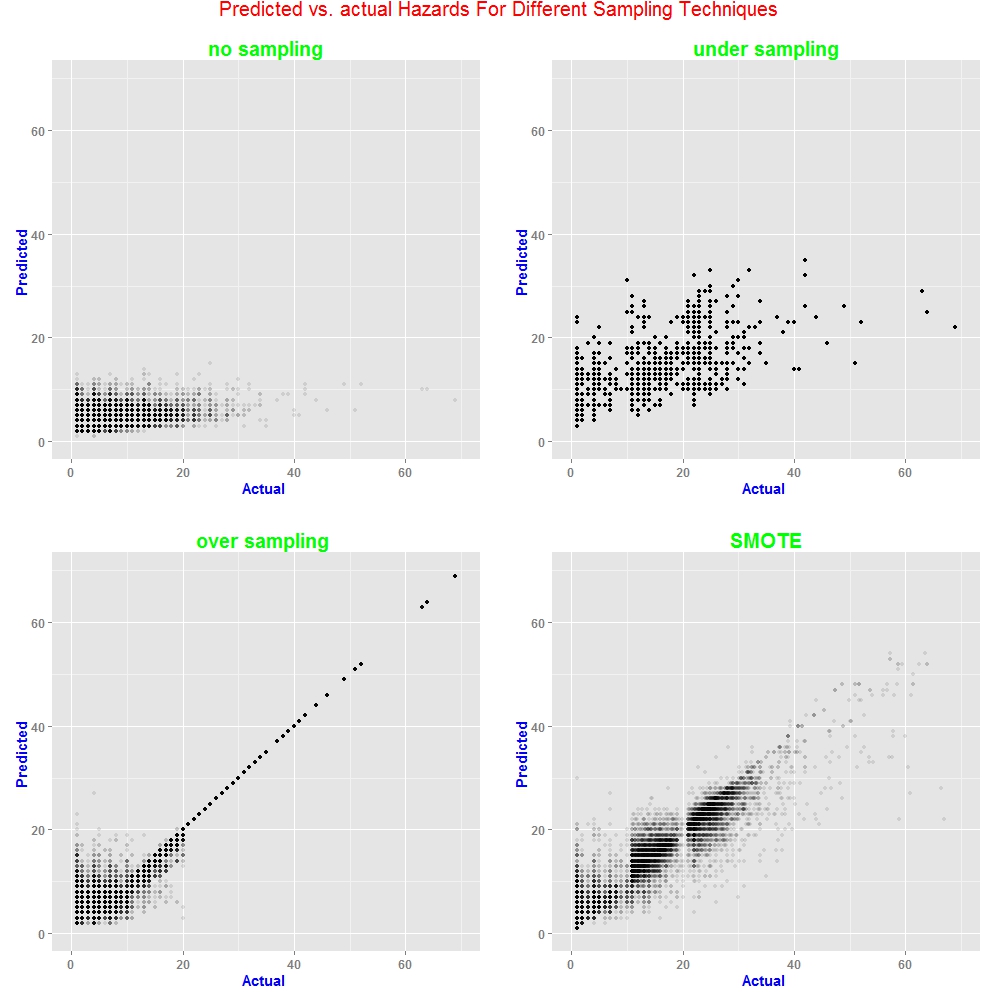 Predicted vs. actual Hazards For Different Sampling Techniques
no sampling
under sampling
60
40
20
0
Predicted
0 20 40 60
Actual
60
40
20
0
Predicted
0 20 40 60
Actual
over sampling
SMOTE
60
40
20
0
Predicted
0 20 40 60
Actual
60
40
20
0
Predicted
0 20 40 60
Actual